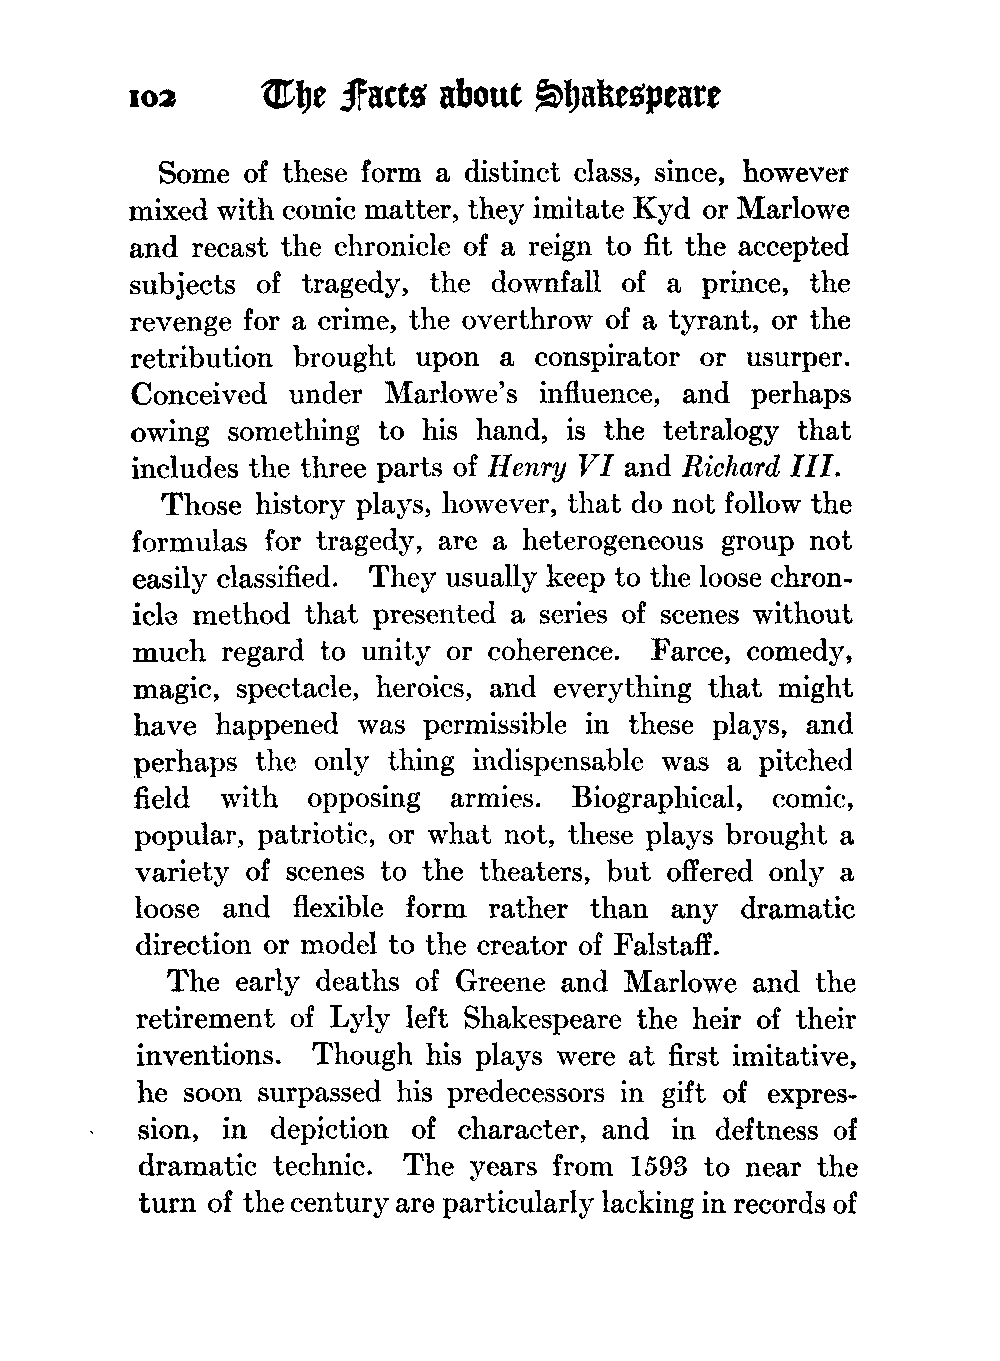 102 The Facts about Shakespeare
Some of these form a distinct class, since, however
mixed with comic matter, they imitate Kyd or Marlowe
and recast the chronicle of a reign to fit the accepted
subjects of tragedy, the downfall of a prince, the
revenge for a crime, the overthrow of a tyrant, or the
retribution brought upon a conspirator or usurper.
Conceived under Marlowe's influence, and perhaps
owing something to his hand, is the tetralogy that
includes the three parts of Henry VI and Richard III.
Those history plays, however, that do not follow the
formulas for tragedy, are a heterogeneous group not
easily classified. They usually keep to the loose chron-
icle method that presented a series of scenes without
much regard to unity or coherence. Farce, comedy,
magic, spectacle, heroics, and everything that might
have happened was permissible in these plays, and
perhaps the only thing indispensable was a pitched
field with opposing armies. Biographical, comic,
popular, patriotic, or what not, these plays brought a
variety of scenes to the theaters, but offered only a
loose and flexible form rather than any dramatic
direction or model to the creator of Falstaff.
The early deaths of Greene and Marlowe and the
retirement of Lyly left Shakespeare the heir of their
inventions. Though his plays were at first imitative,
he soon surpassed his predecessors in gift of expres-
sion, in depiction of character, and in deftness of
dramatic technic. The years from 1593 to near the
turn of the century are particularly lacking in records of